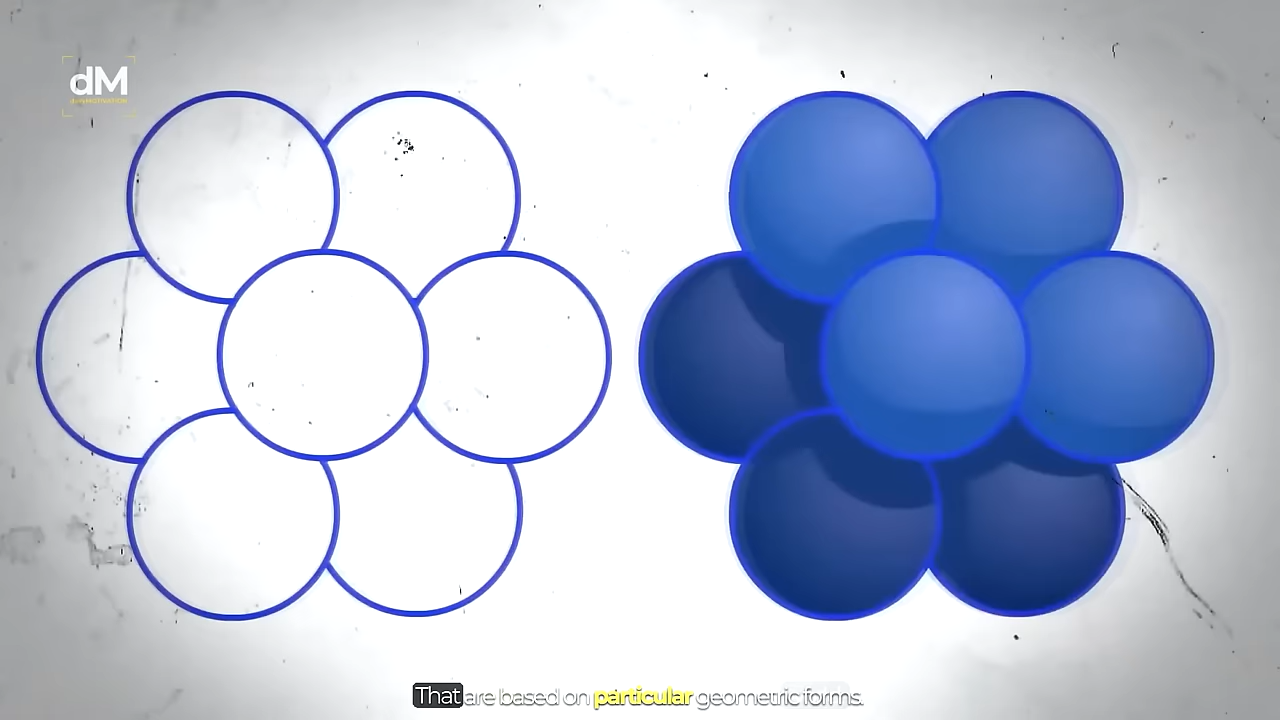 dM
That are based on particular geometric forms.